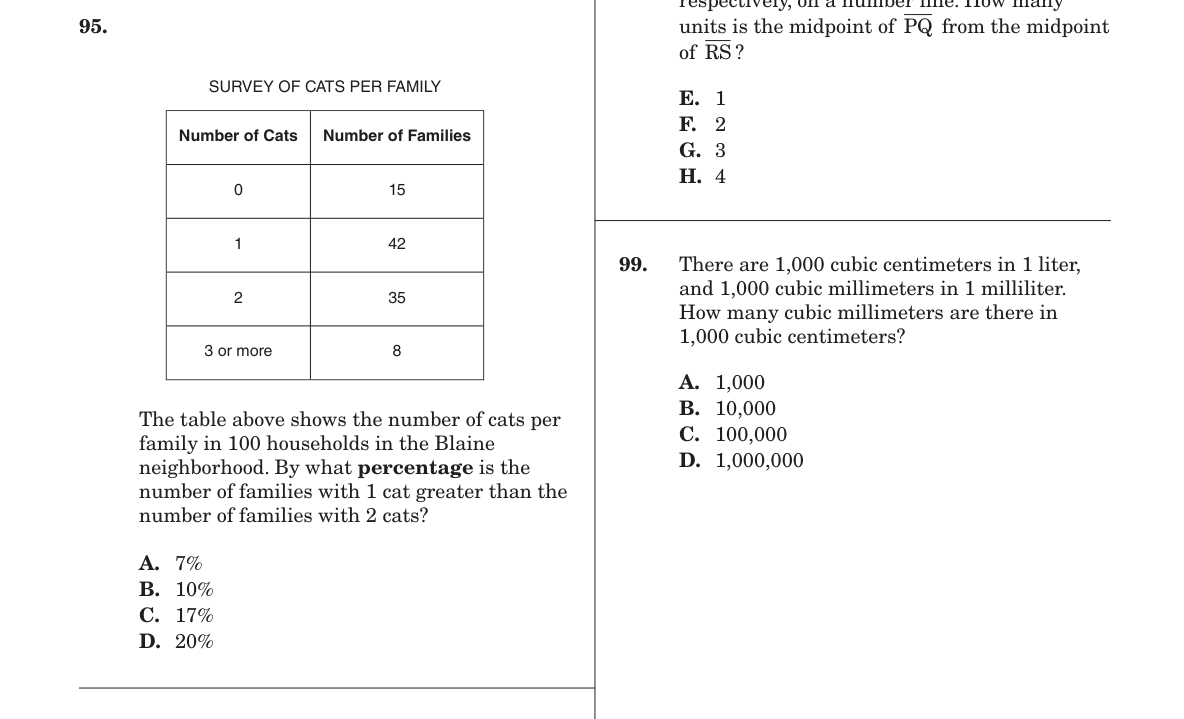 95.
SURVEY OF CATS PER FAMILY
Number of Cats Number of Families
0 15
1 42
2 35
3 or more 8
The table above shows the number of cats per
family in 100 households in the Blaine
neighborhood. By what percentage is the
number of families with 1 cat greater than the
number of families with 2 cats?
A. 7%
B. 10%
C. 17%
D. 20%
respectively, on a number line. How many
units is the midpoint of PQ from the midpoint
of RS?
E. 1
F. 2
G. 3
H. 4
99. There are 1,000 cubic centimeters in 1 liter,
and 1,000 cubic millimeters in 1 milliliter.
How many cubic millimeters are there in
1,000 cubic centimeters?
A. 1,000
B. 10,000
C. 100,000
D. 1,000,000